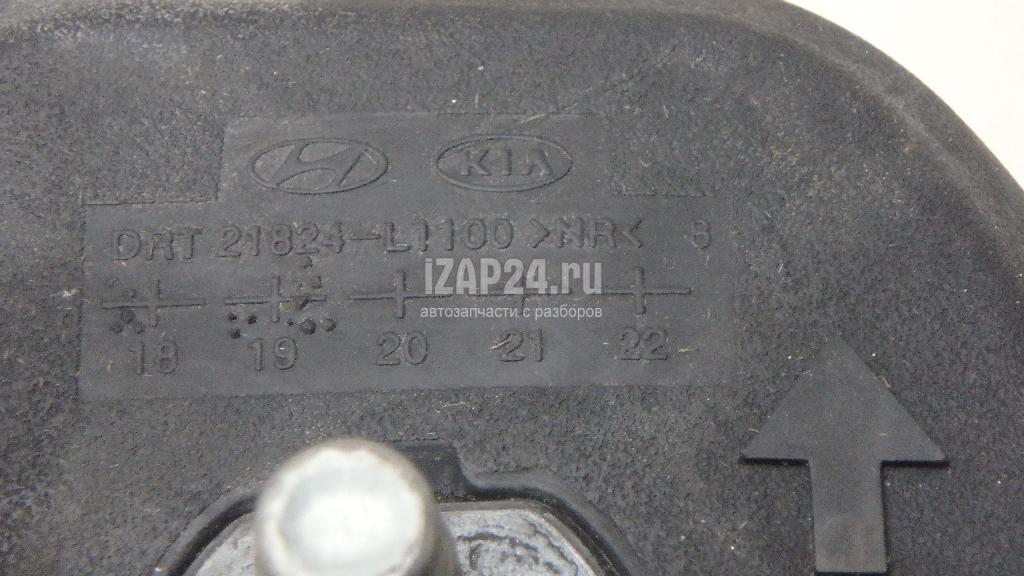 KIA
DRT 21824-L1100 >NR< 8
iZAP24.ru
автозапчасти с разборов
18 19 20 21 22